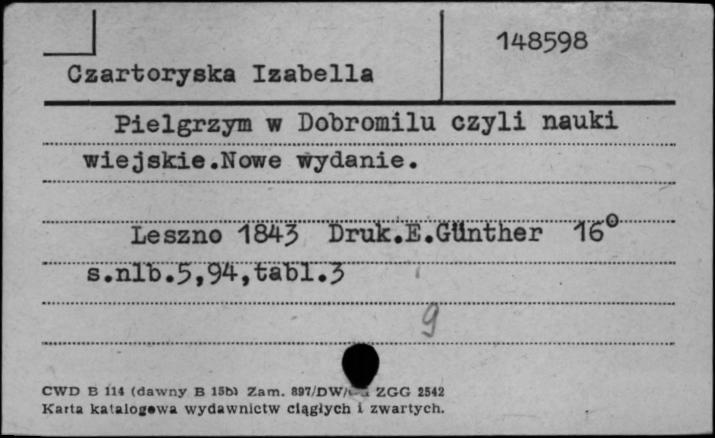 148598
Czartoryska Izabella
Pielgrzym w Dobromilu czyli nauki
wiejskie.Nowe wydanie.
Leszno 1843 Druk.E.Günther 16°
s.nlb.5,94,tabl.3
9
CWD B 114 (dawny B 15b) Zam. 897/DW/ ZGG 2542
Karta katalogowa wydawnictw ciągłych i zwartych.